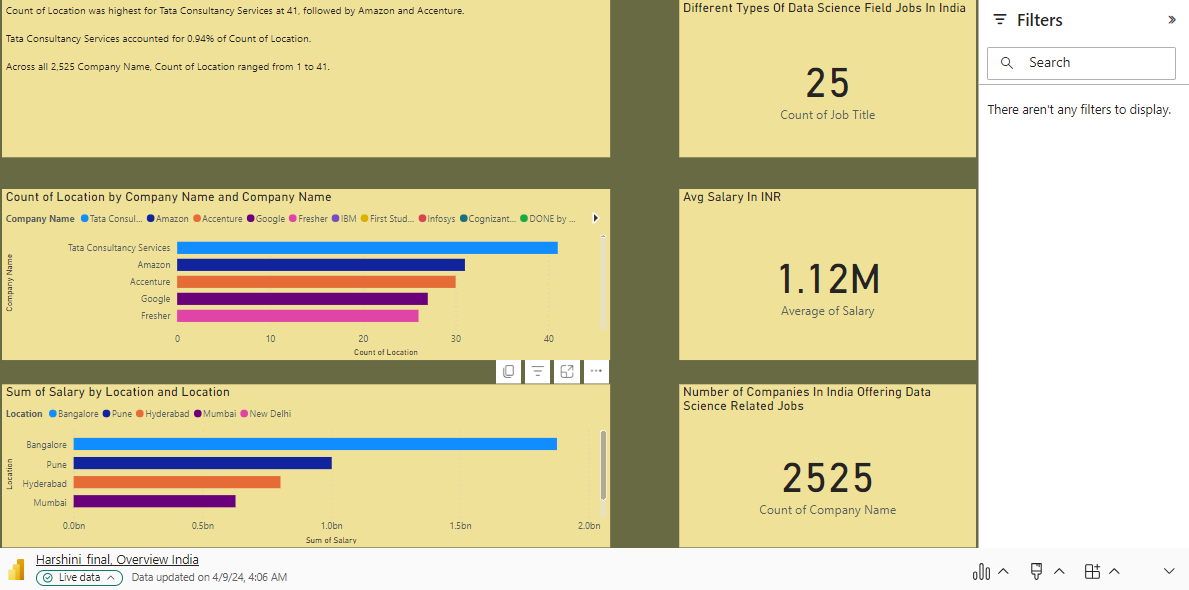 Count of Location was highest for Tata Consultancy Services at 41, followed by Amazon and Accenture.
Tata Consultancy Services accounted for 0.94% of Count of Location.
Across all 2,525 Company Name, Count of Location ranged from 1 to 41.
Different Types Of Data Science Field Jobs In India
25
Count of Job Title
Filters
Search
There aren't any filters to display.
Count of Location by Company Name and Company Name
Company Name Tata Consul... Amazon Accenture Google Fresher IBM First Stud... Infosys Cognizant... DONE by ...
Company Name
Tata Consultancy Services
Amazon
Accenture
Google
Fresher
0 10 20 30 40
Count of Location
Avg Salary In INR
1.12M
Average of Salary
Sum of Salary by Location and Location
Location Bangalore Pune Hyderabad Mumbai New Delhi
Location
Bangalore
Pune
Hyderabad
Mumbai
0.0bn 0.5bn 1.0bn 1.5bn 2.0bn
Sum of Salary
Number of Companies In India Offering Data
Science Related Jobs
2525
Count of Company Name
Harshini_final, Overview India
Live data Data updated on 4/9/24, 4:06 AM